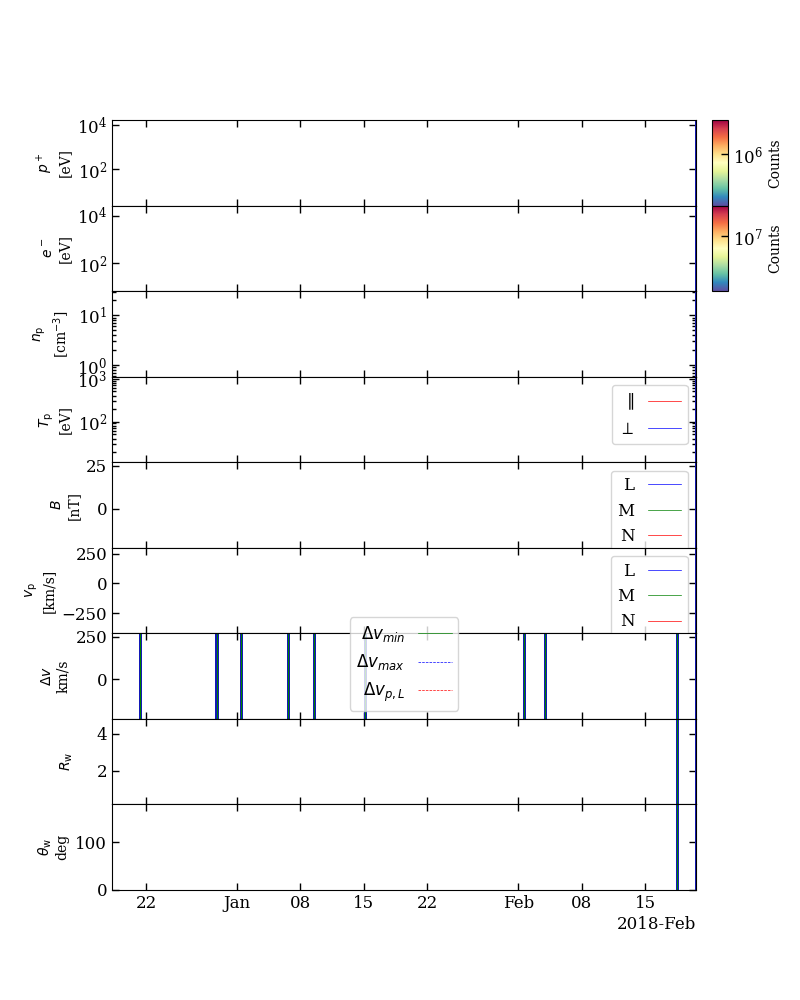 10^4
10^2
p^+
[eV]
10^6
Counts
10^4
10^2
e^-
[eV]
10^7
Counts
10^1
10^0
n_p
[cm^-3]
10^3
10^2
T_p
[eV]
∥
⊥
25
0
B
[nT]
L
M
N
250
0
−250
v_p
[km/s]
L
M
N
250
0
Δv
km/s
Δv_min
Δv_max
Δv_p,L
4
2
R_w
100
0
θ_w
deg
22 Jan 08 15 22 Feb 08 15
2018-Feb